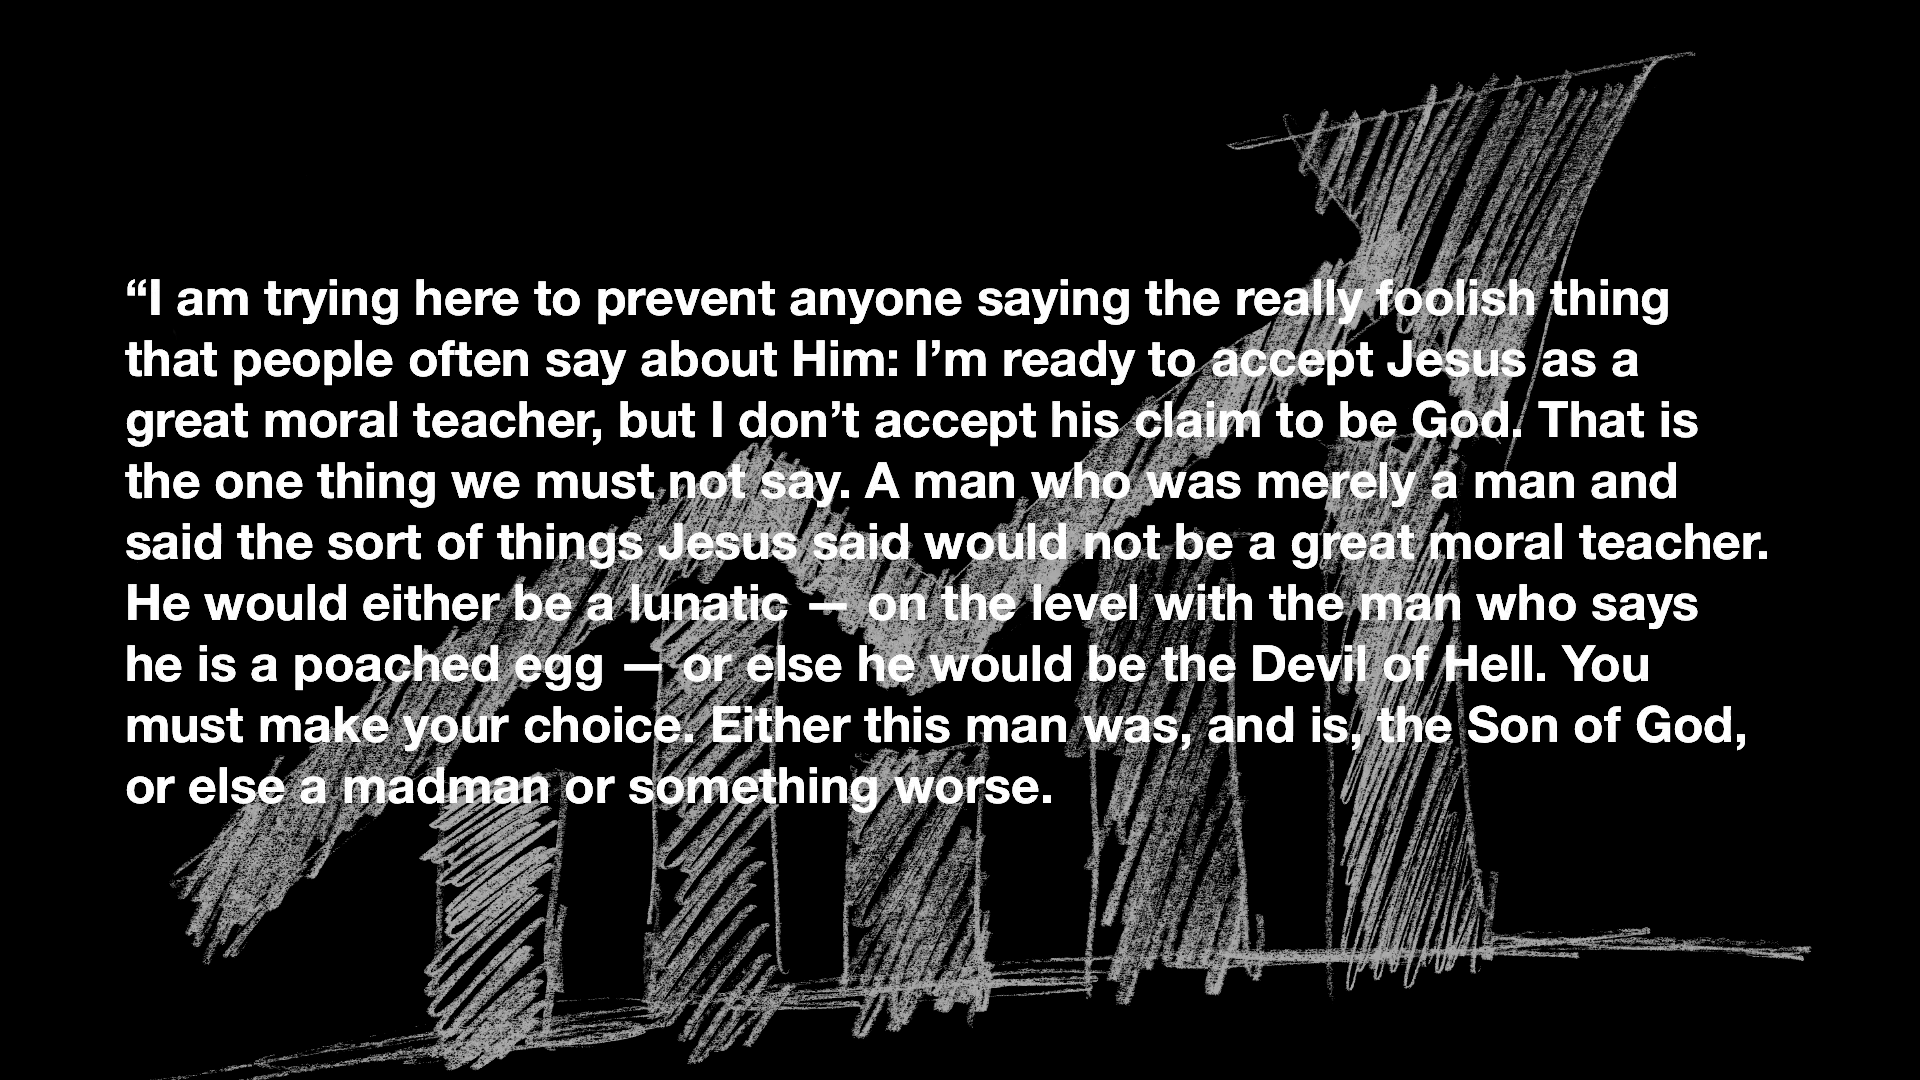 “I am trying here to prevent anyone saying the really foolish thing
that people often say about Him: I’m ready to accept Jesus as a
great moral teacher, but I don’t accept his claim to be God. That is
the one thing we must not say. A man who was merely a man and
said the sort of things Jesus said would not be a great moral teacher.
He would either be a lunatic — on the level with the man who says
he is a poached egg — or else he would be the Devil of Hell. You
must make your choice. Either this man was, and is, the Son of God,
or else a madman or something worse.